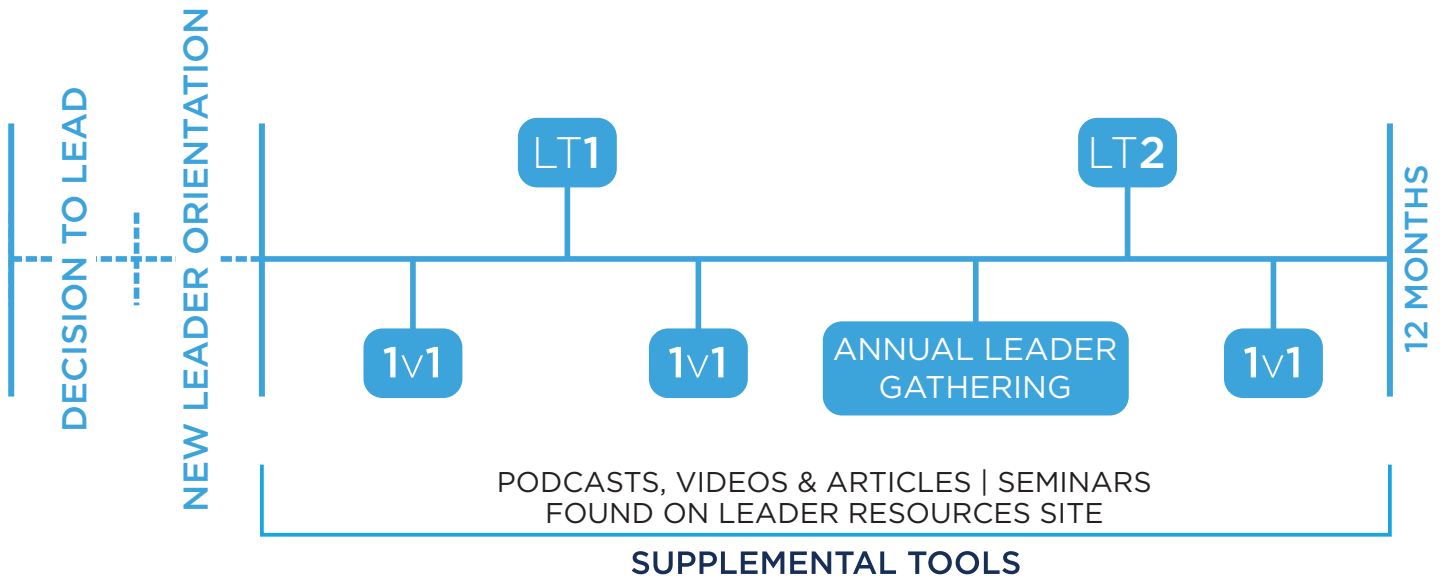 DECISION TO LEAD
NEW LEADER ORIENTATION
LT1
LT2
1v1
1v1
ANNUAL LEADER
GATHERING
1v1
12 MONTHS
PODCASTS, VIDEOS & ARTICLES | SEMINARS
FOUND ON LEADER RESOURCES SITE
SUPPLEMENTAL TOOLS